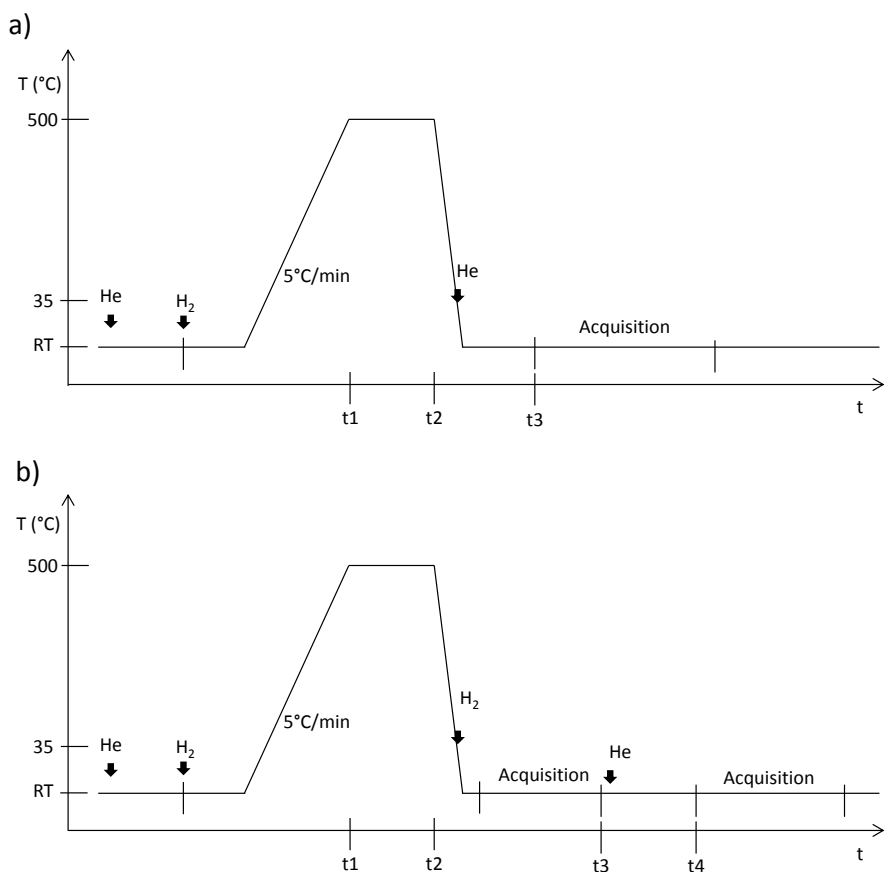 a)
T (°C)
500
5°C/min
He
35
He
H₂
Acquisition
RT
t1 t2 t3
t
b)
T (°C)
500
H₂
5°C/min
35
He
H₂
Acquisition
He
Acquisition
RT
t1 t2 t3 t4
t